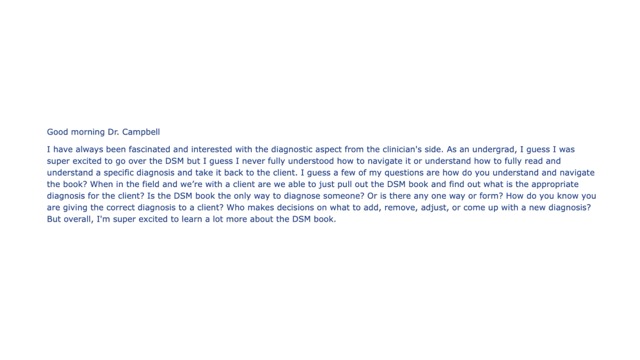 Good morning Dr. Campbell
I have always been fascinated and interested with the diagnostic aspect from the clinician's side. As an undergrad, I guess I was
super excited to go over the DSM but I guess I never fully understood how to navigate it or understand how to fully read and
understand a specific diagnosis and take it back to the client. I guess a few of my questions are how do you understand and navigate
the book? When in the field and we're with a client are we able to just pull out the DSM book and find out what is the appropriate
diagnosis for the client? Is the DSM book the only way to diagnose someone? Or is there any one way or form? How do you know you
are giving the correct diagnosis to a client? Who makes decisions on what to add, remove, adjust, or come up with a new diagnosis?
But overall, I'm super excited to learn a lot more about the DSM book.